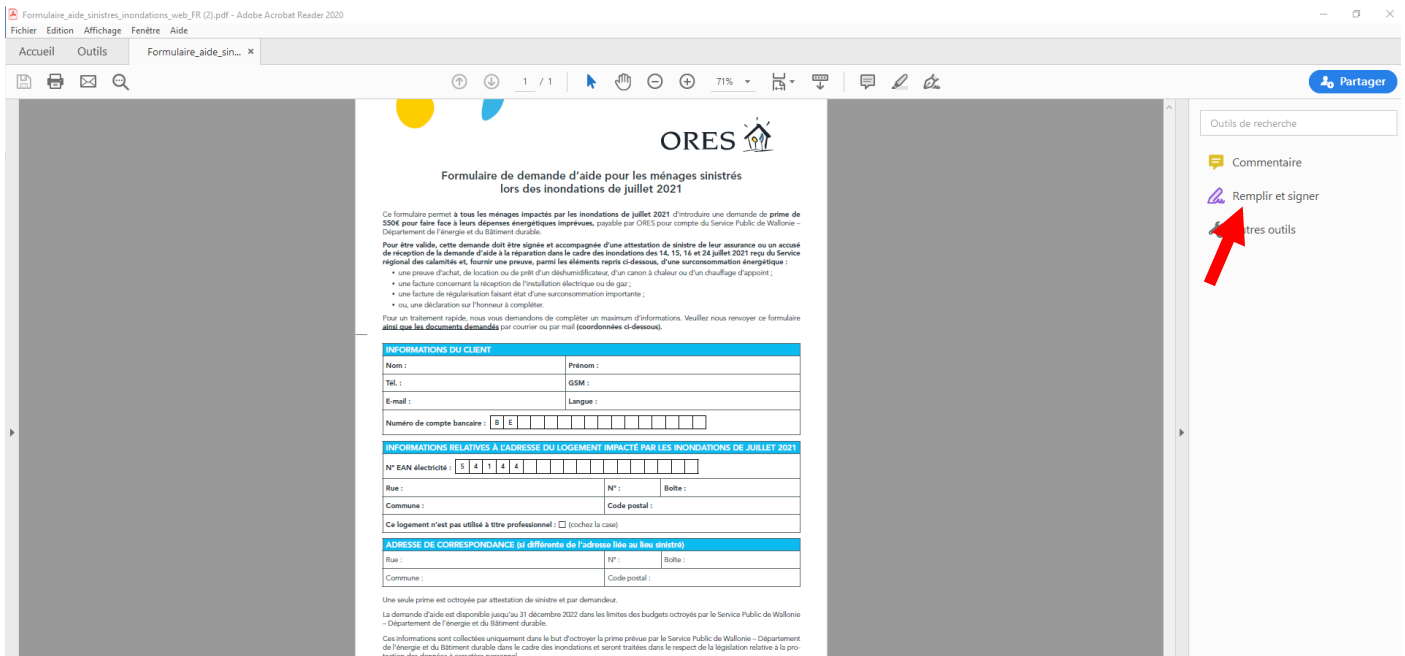 Formulaire_aide_sinistres_inondations_web_FR (2).pdf - Adobe Acrobat Reader 2020
Fichier Edition Affichage Fenêtre Aide
Accueil Outils Formulaire_aide_sin... ×
1 / 1 71% Partager
Outils de recherche
Commentaire
Remplir et signer
utres outils
ORES
Formulaire de demande d'aide pour les ménages sinistrés
lors des inondations de juillet 2021
Ce formulaire permet à tous les ménages impactés par les inondations de juillet 2021 d'introduire une demande de prime de
550€ pour faire face à leurs dépenses énergétiques imprévues, payable par ORES pour compte du Service Public de Wallonie –
Département de l'énergie et du Bâtiment durable.
Pour être valide, cette demande doit être signée et accompagnée d'une attestation de sinistre de leur assurance ou un accusé
de réception de la demande d'aide à la réparation dans le cadre des inondations des 14, 15, 16 et 24 juillet 2021 reçu du Service
régional des calamités et, fournir une preuve, parmi les éléments repris ci-dessous, d'une surconsommation énergétique :
• une preuve d'achat, de location ou de prêt d'un déshumidificateur, d'un canon à chaleur ou d'un chauffage d'appoint ;
• une facture concernant la réception de l'installation électrique ou de gaz ;
• une facture de régularisation faisant état d'une surconsommation importante ;
• ou, une déclaration sur l'honneur à compléter.
Pour un traitement rapide, nous vous demandons de compléter un maximum d'informations. Veuillez nous renvoyer ce formulaire
ainsi que les documents demandés par courrier ou par mail (coordonnées ci-dessous).
INFORMATIONS DU CLIENT
Nom : Prénom :
Tél. : GSM :
E-mail : Langue :
Numéro de compte bancaire : B E
INFORMATIONS RELATIVES À L'ADRESSE DU LOGEMENT IMPACTÉ PAR LES INONDATIONS DE JUILLET 2021
N° EAN électricité : 5 4 1 4 4
Rue : N° : Boîte :
Commune : Code postal :
Ce logement n'est pas utilisé à titre professionnel : (cochez la case)
ADRESSE DE CORRESPONDANCE (si différente de l'adresse liée au lieu sinistré)
Rue : N° : Boîte :
Commune : Code postal :
Une seule prime est octroyée par attestation de sinistre et par demandeur.
La demande d'aide est disponible jusqu'au 31 décembre 2022 dans les limites des budgets octroyés par le Service Public de Wallonie
– Département de l'énergie et du Bâtiment durable.
Ces informations sont collectées uniquement dans le but d'octroyer la prime prévue par le Service Public de Wallonie – Département
de l'énergie et du Bâtiment durable dans le cadre des inondations et seront traitées dans le respect de la législation relative à la pro-
tection des données à caractère personnel.